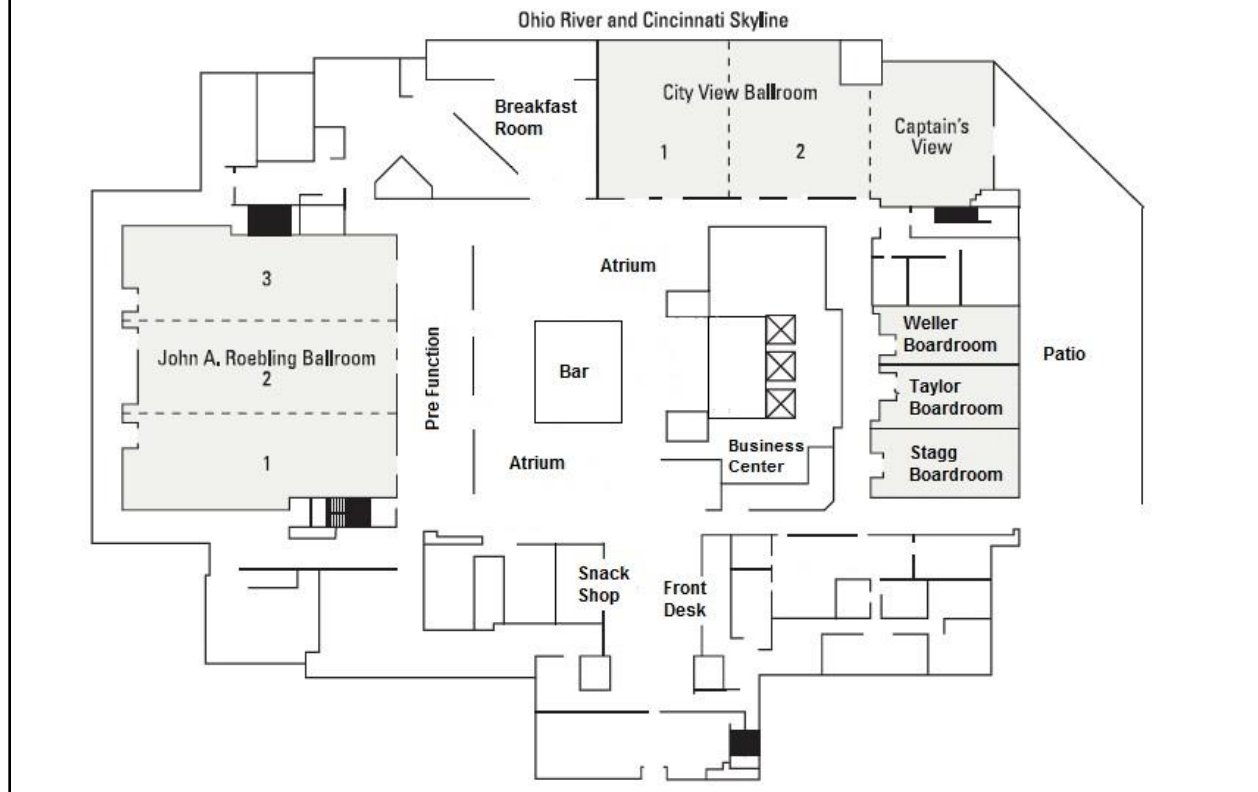 Ohio River and Cincinnati Skyline
City View Ballroom
1
2
Captain's
View
Breakfast
Room
3
John A. Roebling Ballroom
2
1
Pre Function
Atrium
Bar
Atrium
Business
Center
Weller
Boardroom
Taylor
Boardroom
Stagg
Boardroom
Patio
Snack
Shop
Front
Desk